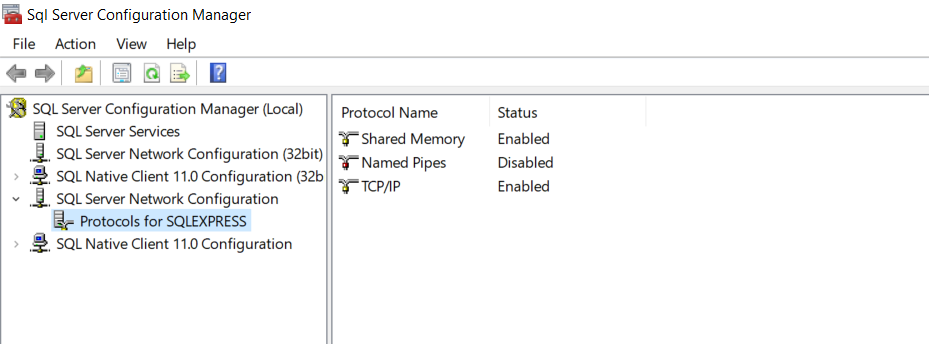 Sql Server Configuration Manager
File Action View Help
SQL Server Configuration Manager (Local)
SQL Server Services
SQL Server Network Configuration (32bit)
SQL Native Client 11.0 Configuration (32b
SQL Server Network Configuration
Protocols for SQLEXPRESS
SQL Native Client 11.0 Configuration
Protocol Name Status
Shared Memory Enabled
Named Pipes Disabled
TCP/IP Enabled